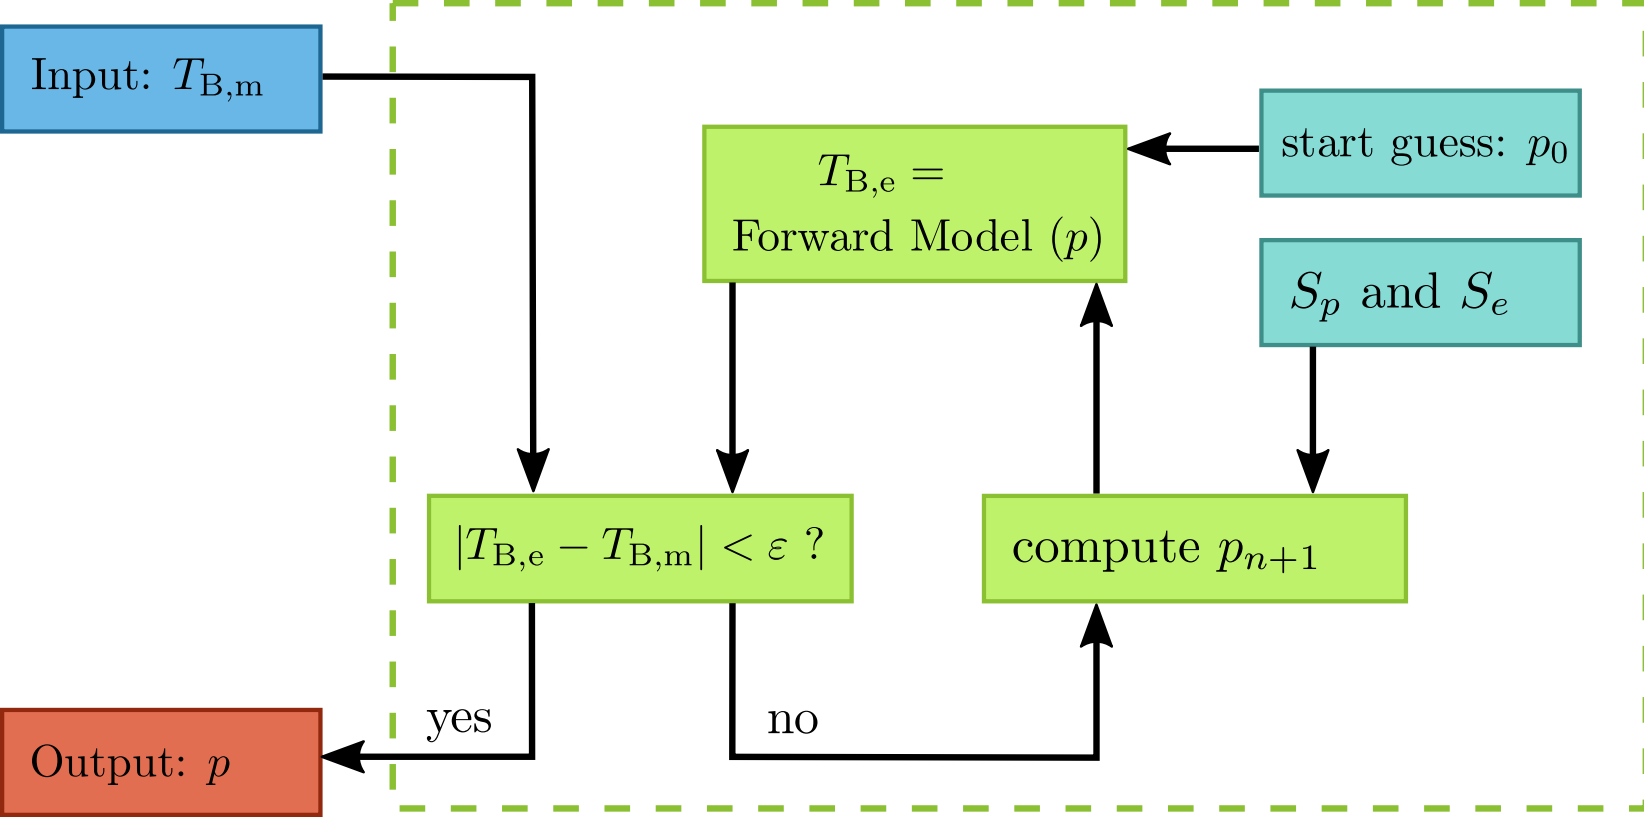 Input: T_B,m
start guess: p_0
T_B,e =
Forward Model (p)
S_p and S_e
|T_B,e − T_B,m| < ε ?
compute p_n+1
yes
no
Output: p